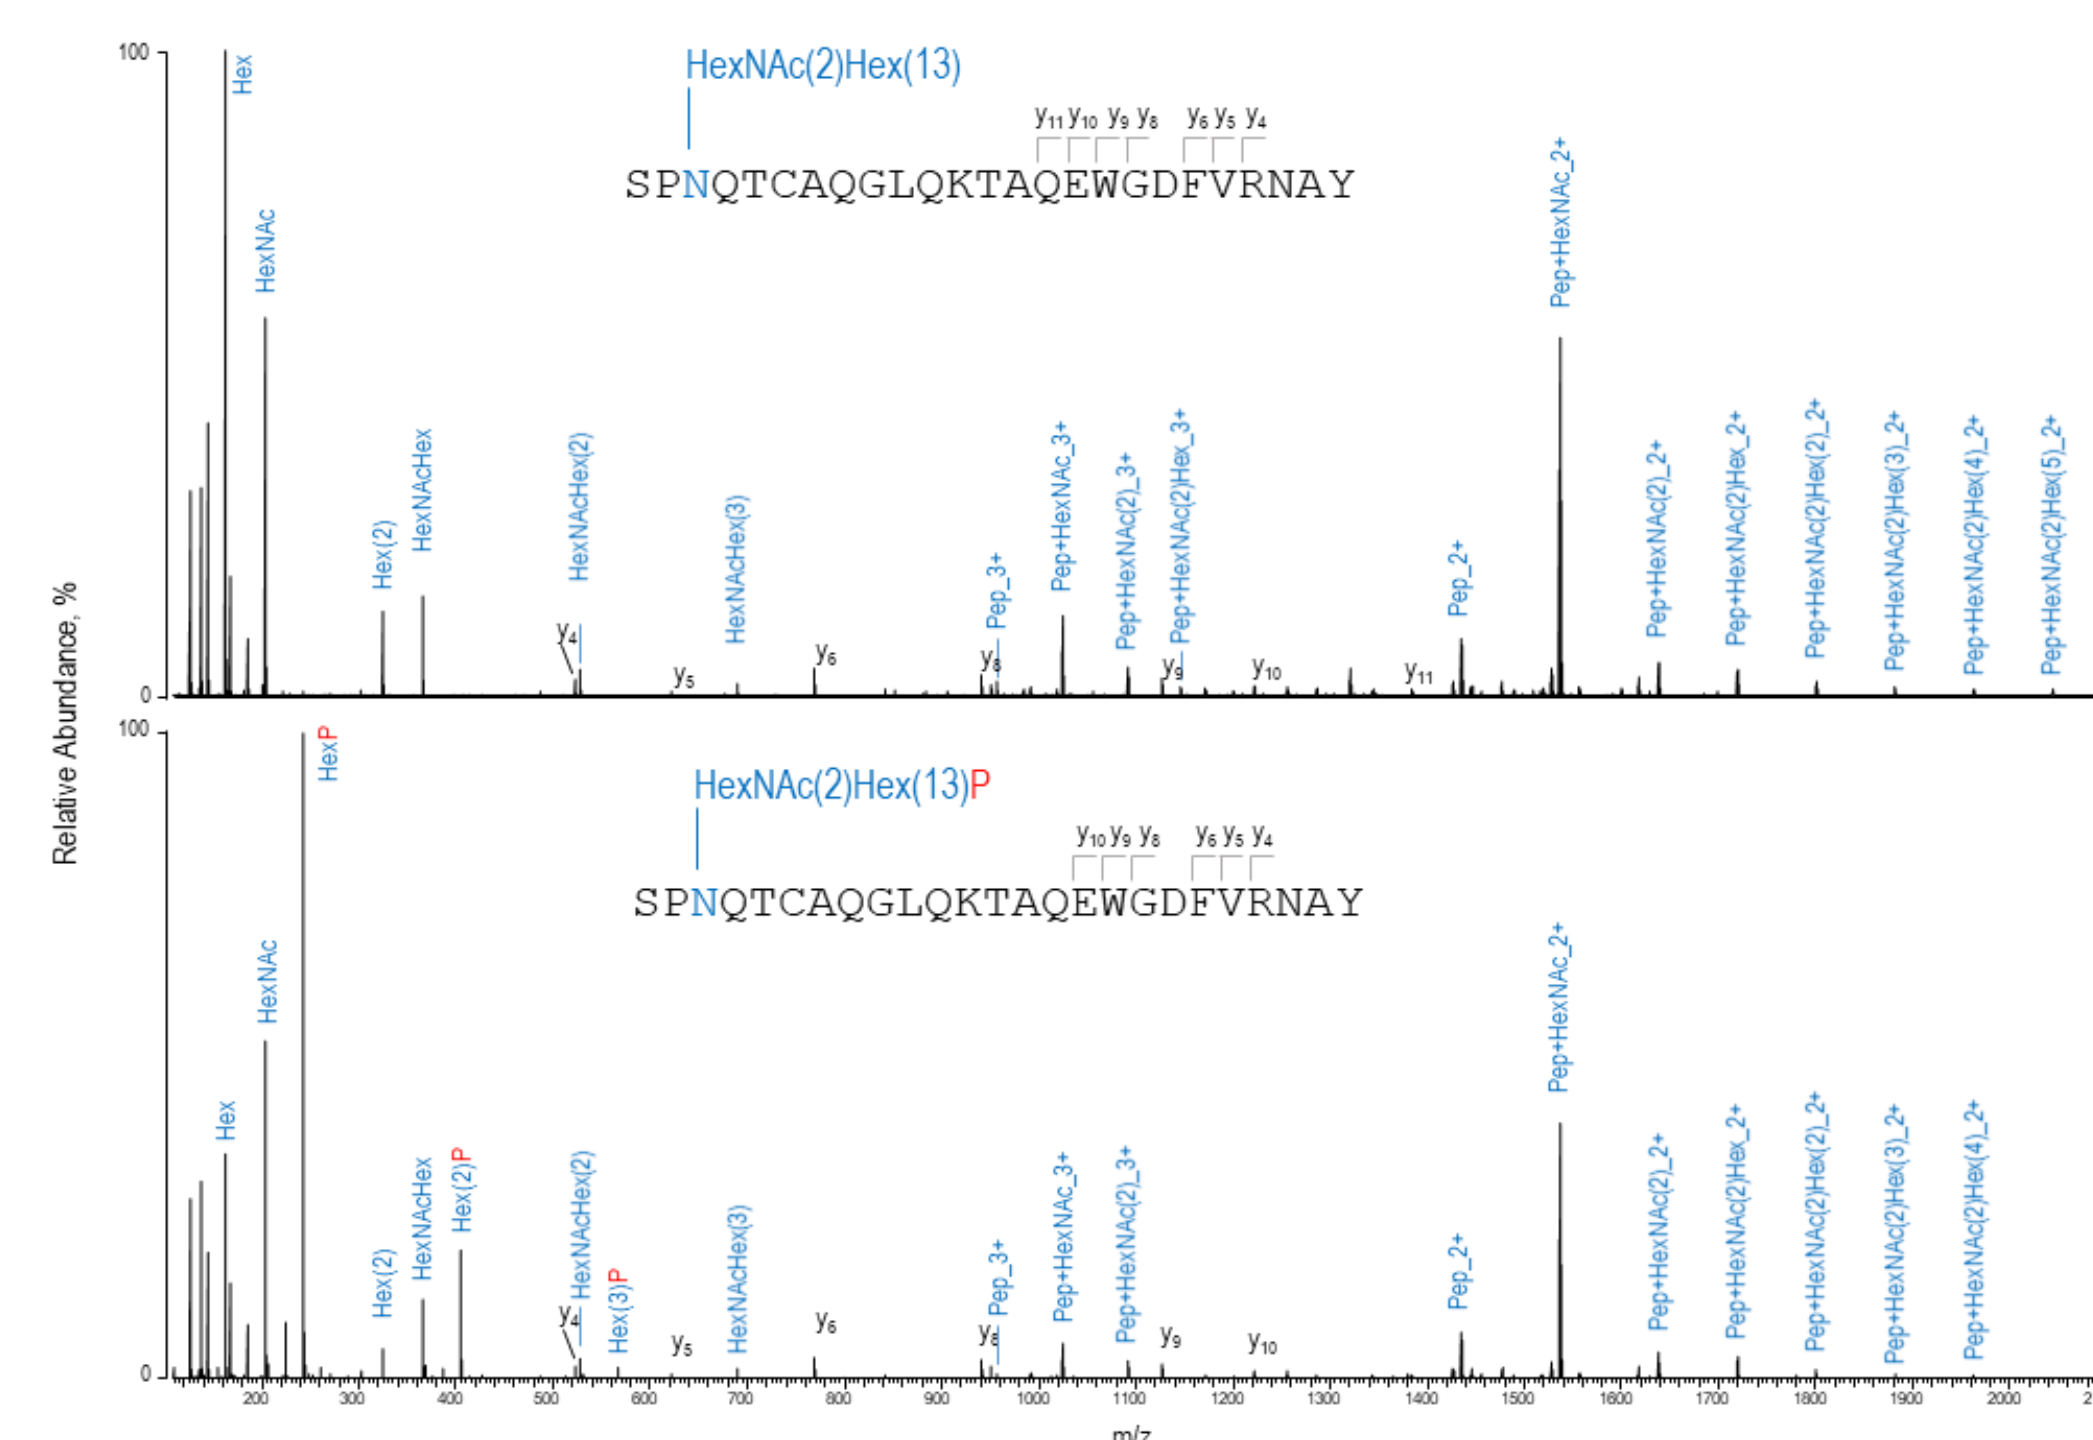 Relative Abundance, %
100
0
HexNAc(2)Hex(13)
y11 y10 y9 y8 y6 y5 y4
SPNQTCAQGLQKTAQEWGDFVRNAY
Hex
HexNAc
Hex(2)
HexNAcHex
y4
HexNAcHex(2)
y5
HexNAcHex(3)
y6
y8
Pep_3+
Pep+HexNAc_3+
Pep+HexNAc(2)_3+
y9
Pep+HexNAc(2)Hex_3+
y10
y11
Pep_2+
Pep+HexNAc_2+
Pep+HexNAc(2)_2+
Pep+HexNAc(2)Hex_2+
Pep+HexNAc(2)Hex(2)_2+
Pep+HexNAc(2)Hex(3)_2+
Pep+HexNAc(2)Hex(4)_2+
Pep+HexNAc(2)Hex(5)_2+
100
0
HexNAc(2)Hex(13)P
y10 y9 y8 y6 y5 y4
SPNQTCAQGLQKTAQEWGDFVRNAY
Hex
HexNAc
HexP
Hex(2)
HexNAcHex
Hex(2)P
y4
HexNAcHex(2)
Hex(3)P
y5
HexNAcHex(3)
y6
y8
Pep_3+
Pep+HexNAc_3+
Pep+HexNAc(2)_3+
y9
y10
Pep_2+
Pep+HexNAc_2+
Pep+HexNAc(2)_2+
Pep+HexNAc(2)Hex_2+
Pep+HexNAc(2)Hex(2)_2+
Pep+HexNAc(2)Hex(3)_2+
Pep+HexNAc(2)Hex(4)_2+
200 300 400 500 600 700 800 900 1000 1100 1200 1300 1400 1500 1600 1700 1800 1900 2000
m/z